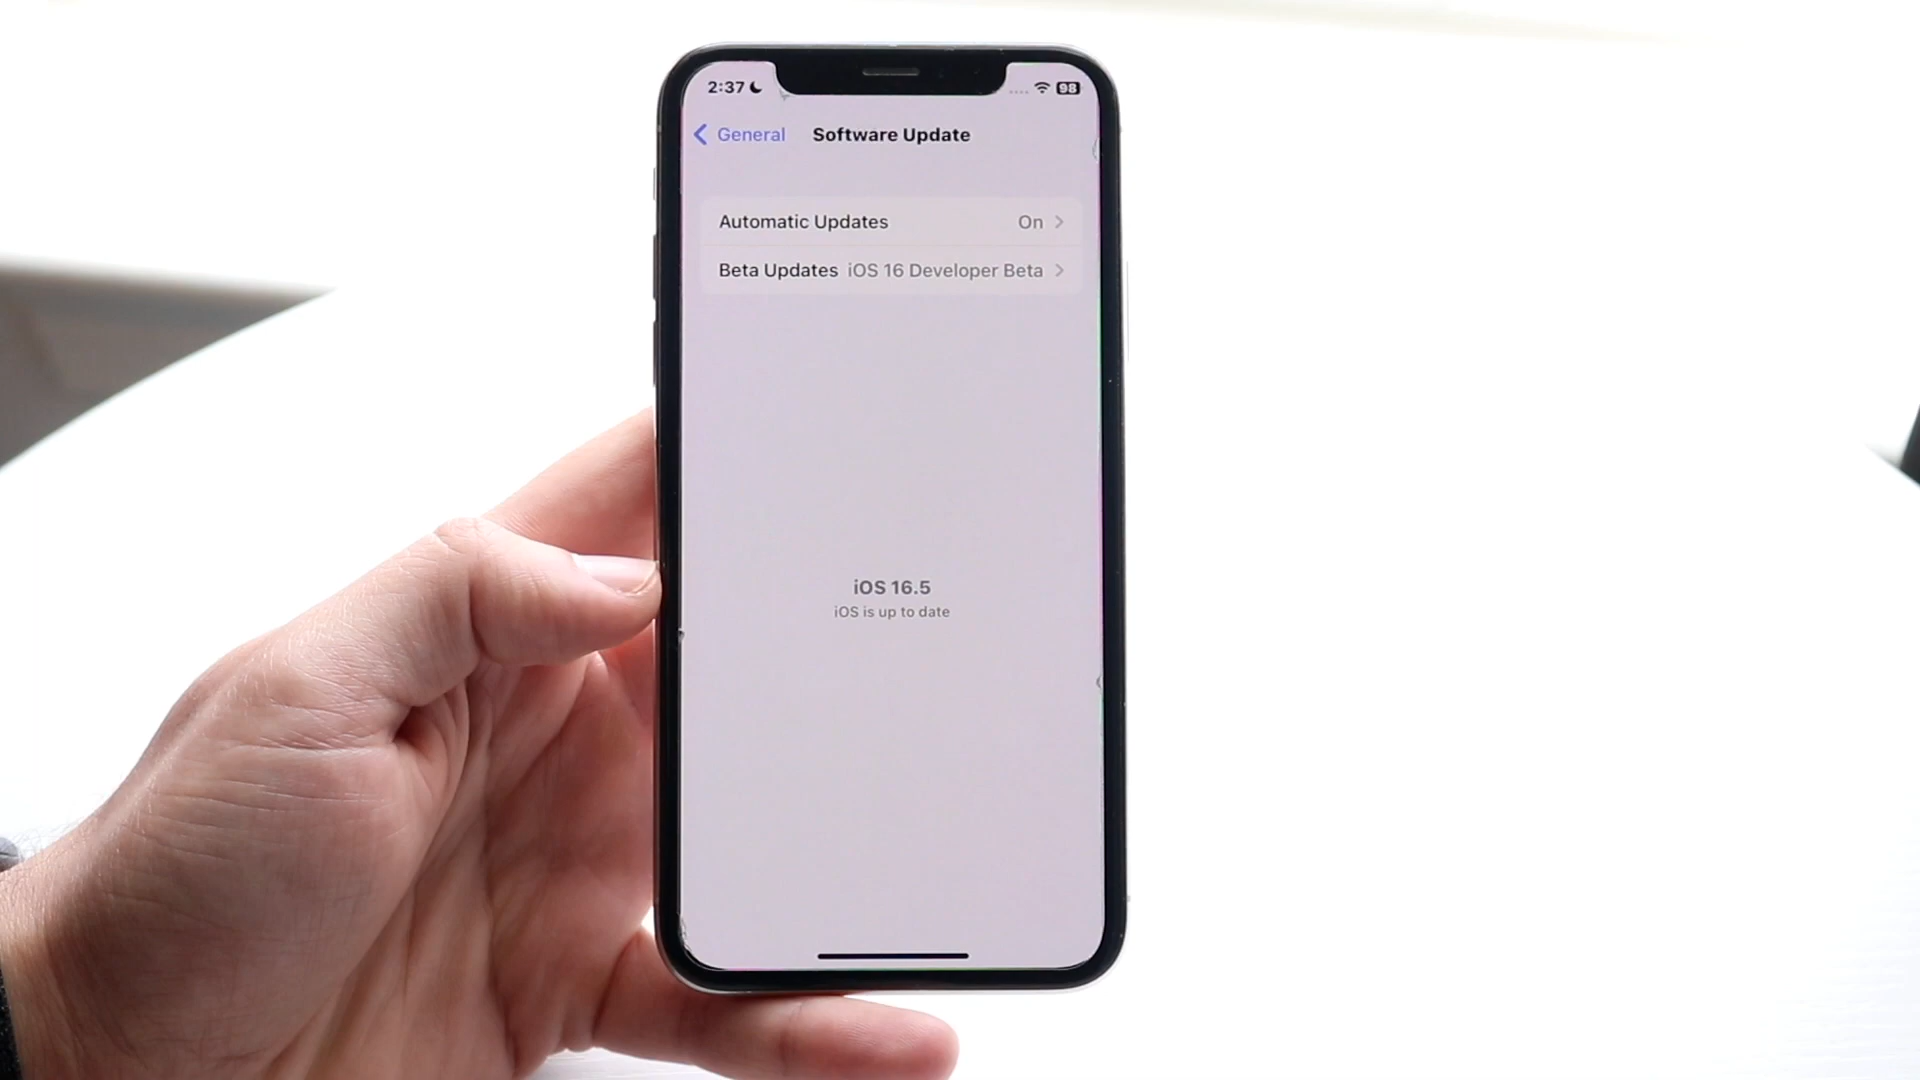 2:37
98
General
Software Update
Automatic Updates On
Beta Updates iOS 16 Developer Beta
iOS 16.5
iOS is up to date